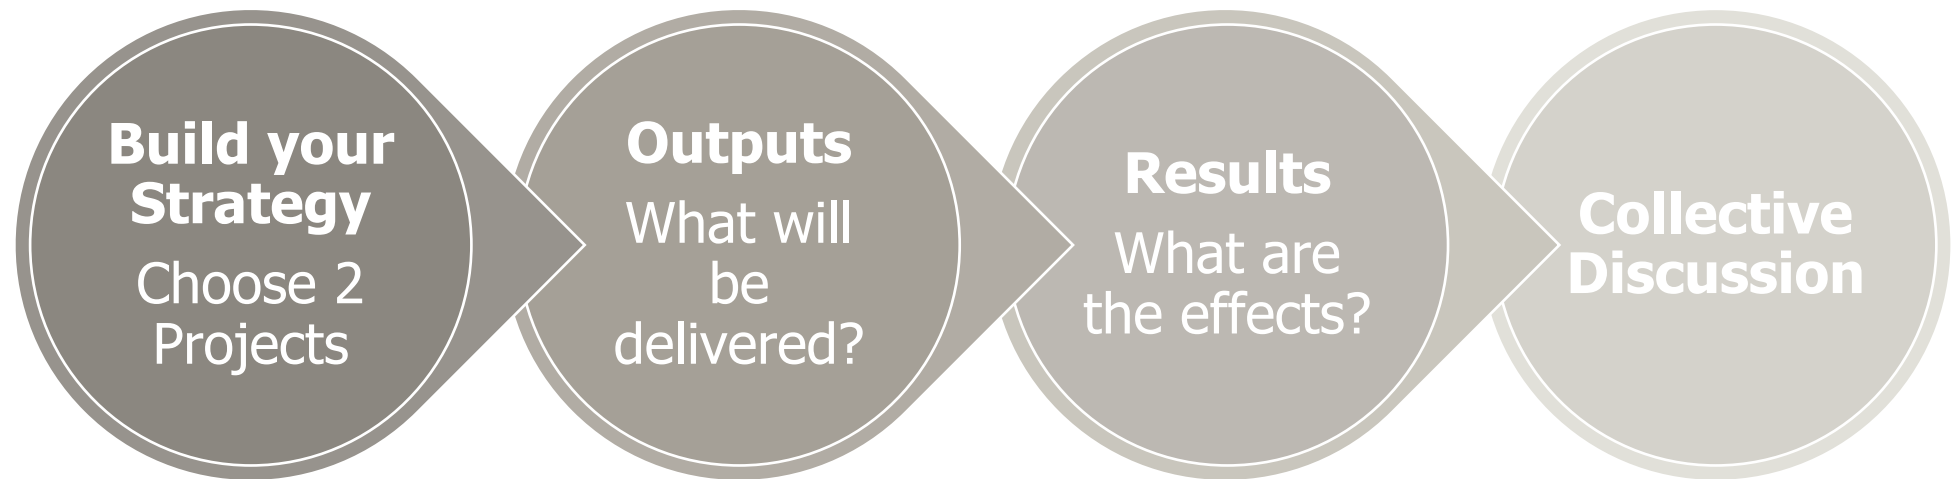 Build your
Strategy
Choose 2
Projects
Outputs
What will
be
delivered?
Results
What are
the effects?
Collective
Discussion